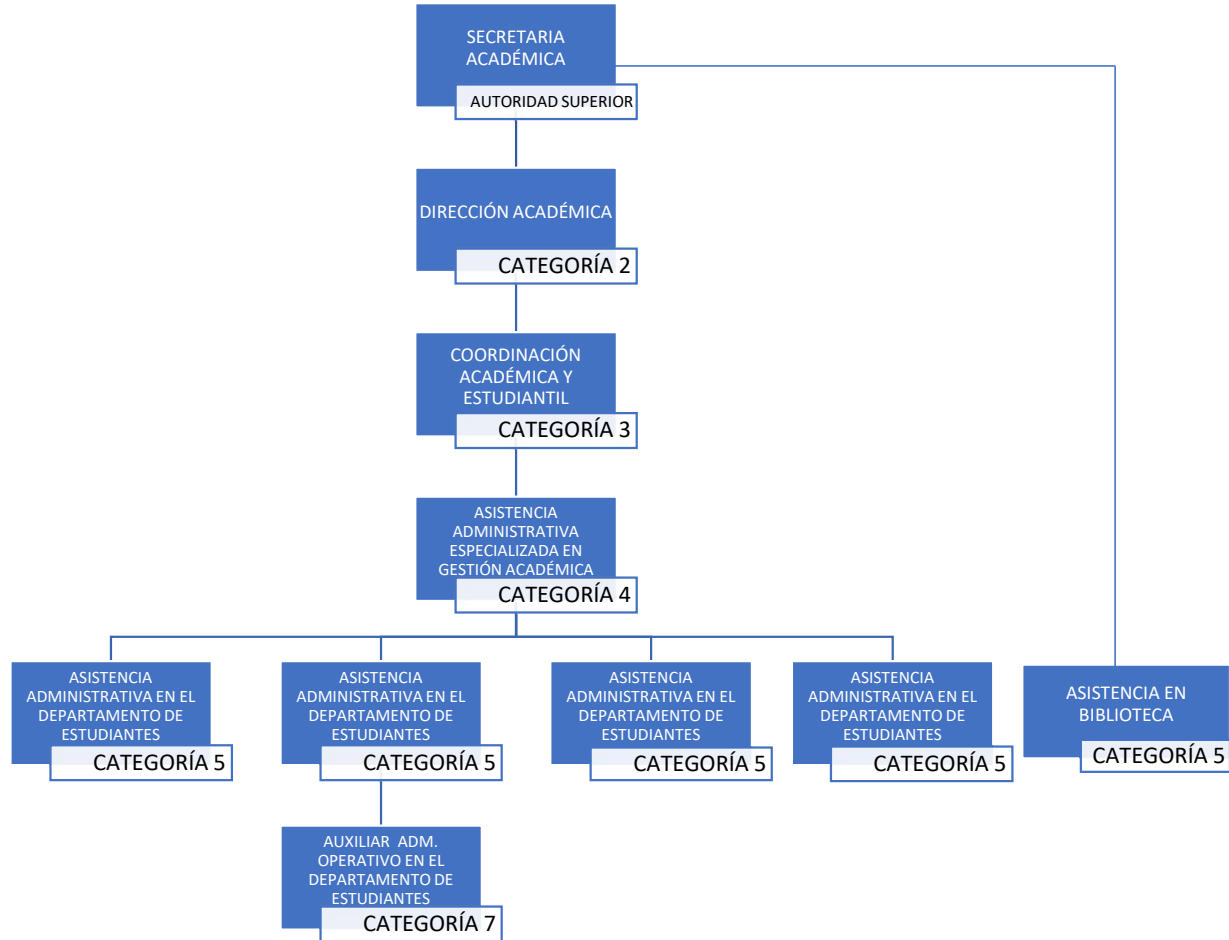 SECRETARIA
ACADÉMICA
AUTORIDAD SUPERIOR
DIRECCIÓN ACADÉMICA
CATEGORÍA 2
COORDINACIÓN
ACADÉMICA Y
ESTUDIANTIL
CATEGORÍA 3
ASISTENCIA
ADMINISTRATIVA
ESPECIALIZADA EN
GESTIÓN ACADÉMICA
CATEGORÍA 4
ASISTENCIA
ADMINISTRATIVA EN EL
DEPARTAMENTO DE
ESTUDIANTES
CATEGORÍA 5
ASISTENCIA
ADMINISTRATIVA EN EL
DEPARTAMENTO DE
ESTUDIANTES
CATEGORÍA 5
ASISTENCIA
ADMINISTRATIVA EN EL
DEPARTAMENTO DE
ESTUDIANTES
CATEGORÍA 5
ASISTENCIA
ADMINISTRATIVA EN EL
DEPARTAMENTO DE
ESTUDIANTES
CATEGORÍA 5
ASISTENCIA EN
BIBLIOTECA
CATEGORÍA 5
AUXILIAR ADM.
OPERATIVO EN EL
DEPARTAMENTO DE
ESTUDIANTES
CATEGORÍA 7